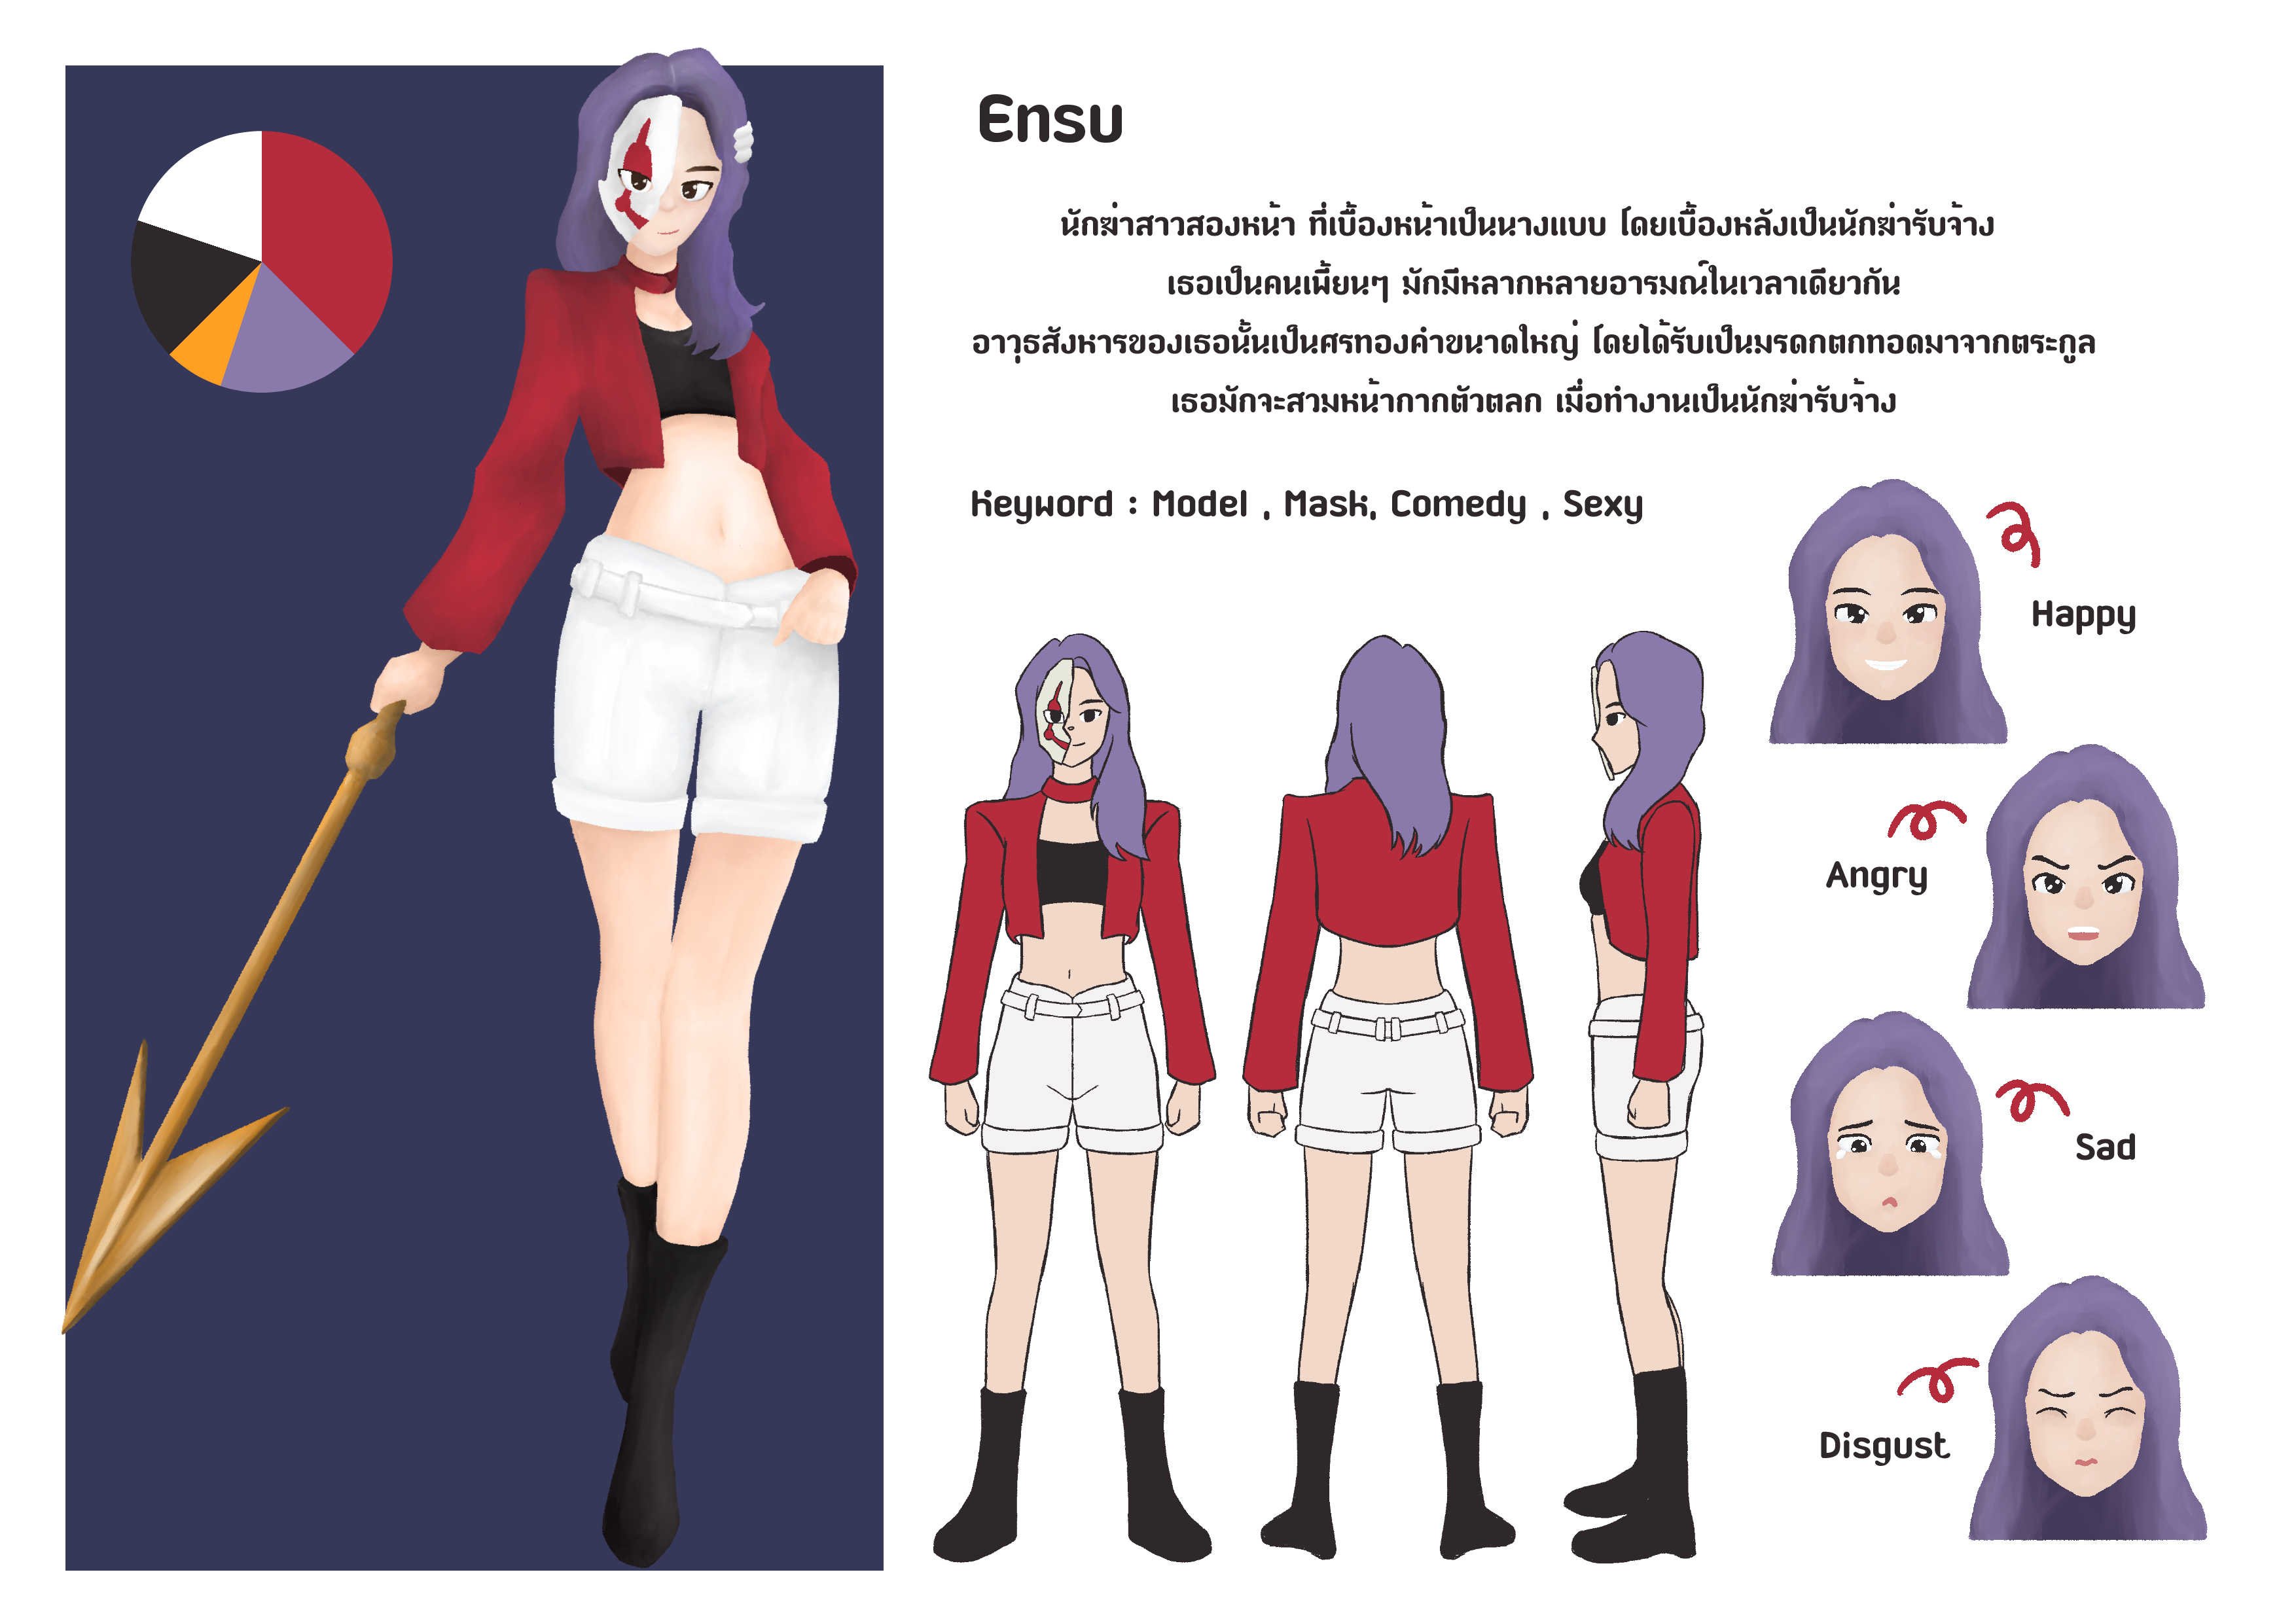 Ensu
นักฆ่าสาวสองหน้า ที่เบื้องหน้าเป็นนางแบบ โดยเบื้องหลังเป็นนักฆ่ารับจ้าง
เธอเป็นคนเพี้ยนๆ มักมีหลากหลายอารมณ์ในเวลาเดียวกัน
อาวุธสังหารของเธอนั้นเป็นศรทองคำขนาดใหญ่ โดยได้รับเป็นมรดกตกทอดมาจากตระกูล
เธอมักจะสวมหน้ากากตัวตลก เมื่อทำงานเป็นนักฆ่ารับจ้าง
Keyword : Model , Mask, Comedy , Sexy
Happy
Angry
Sad
Disgust